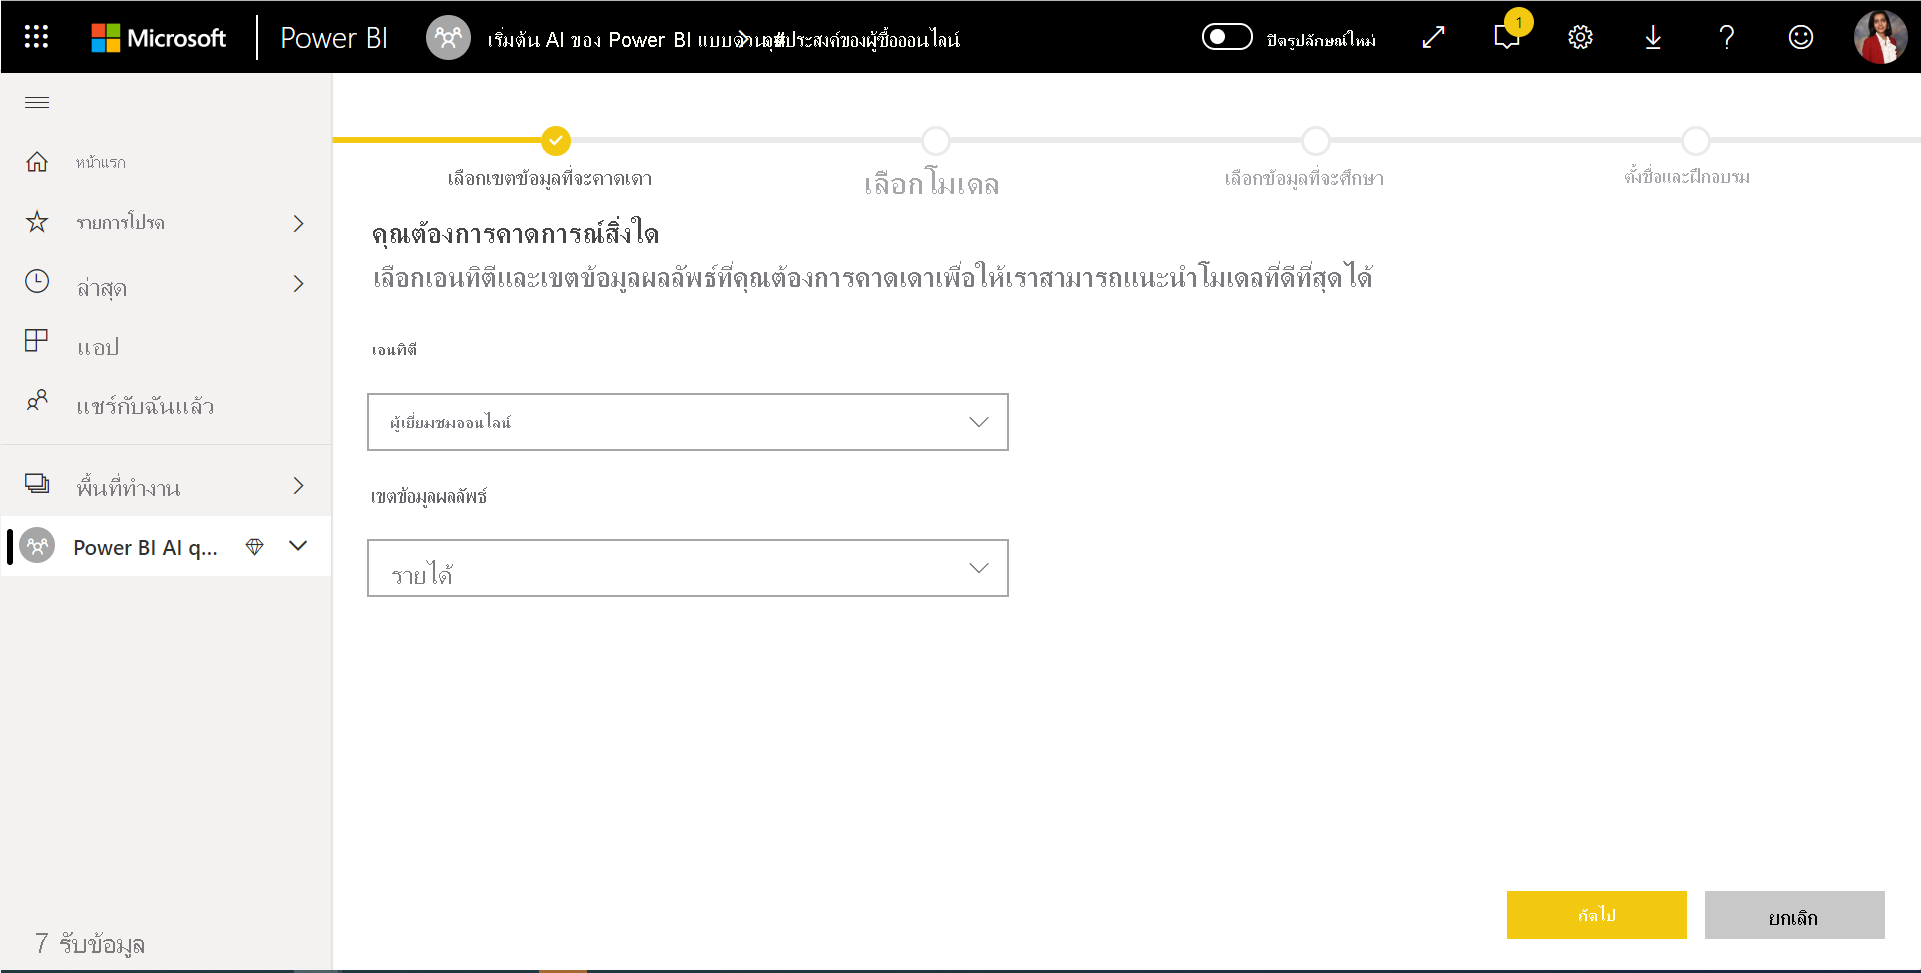 Microsoft Power BI เริ่มต้น AI ของ Power BI แบบด่วน # > จุดประสงค์ของผู้ซื้อออนไลน์ ปิดรูปลักษณ์ใหม่ 1
หน้าแรก
รายการโปรด
ล่าสุด
แอป
แชร์กับฉันแล้ว
พื้นที่ทำงาน
Power BI AI q...
7 รับข้อมูล
เลือกเขตข้อมูลที่จะคาดเดา
เลือกโมเดล
เลือกข้อมูลที่จะศึกษา
ตั้งชื่อและฝึกอบรม
คุณต้องการคาดการณ์สิ่งใด
เลือกเอนทิตีและเขตข้อมูลผลลัพธ์ที่คุณต้องการคาดเดาเพื่อให้เราสามารถแนะนำโมเดลที่ดีที่สุดได้
เอนทิตี
ผู้เยี่ยมชมออนไลน์
เขตข้อมูลผลลัพธ์
รายได้
ถัดไป
ยกเลิก